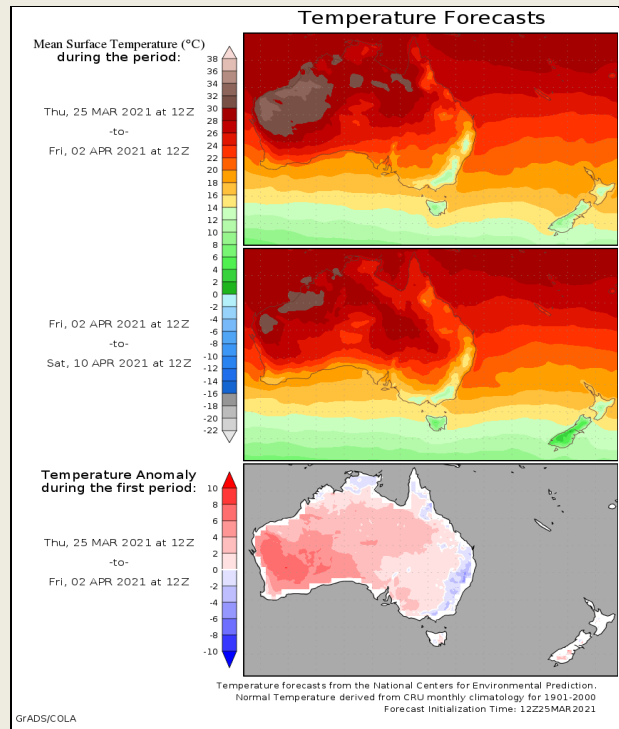 Temperature Forecasts
Mean Surface Temperature (°C)
during the period:
38
36
34
32
30
28
26
24
22
20
18
16
14
12
10
8
6
4
2
0
-2
-4
-6
-8
-10
-12
-14
-16
-18
-20
-22
Thu, 25 MAR 2021 at 12Z
-to-
Fri, 02 APR 2021 at 12Z
Fri, 02 APR 2021 at 12Z
-to-
Sat, 10 APR 2021 at 12Z
Temperature Anomaly
during the first period:
10
8
6
4
2
0
-2
-4
-6
-8
-10
Thu, 25 MAR 2021 at 12Z
-to-
Fri, 02 APR 2021 at 12Z
Temperature forecasts from the National Centers for Environmental Prediction.
Normal Temperature derived from CRU monthly climatology for 1901-2000
Forecast Initialization Time: 12Z25MAR2021
GrADS/COLA